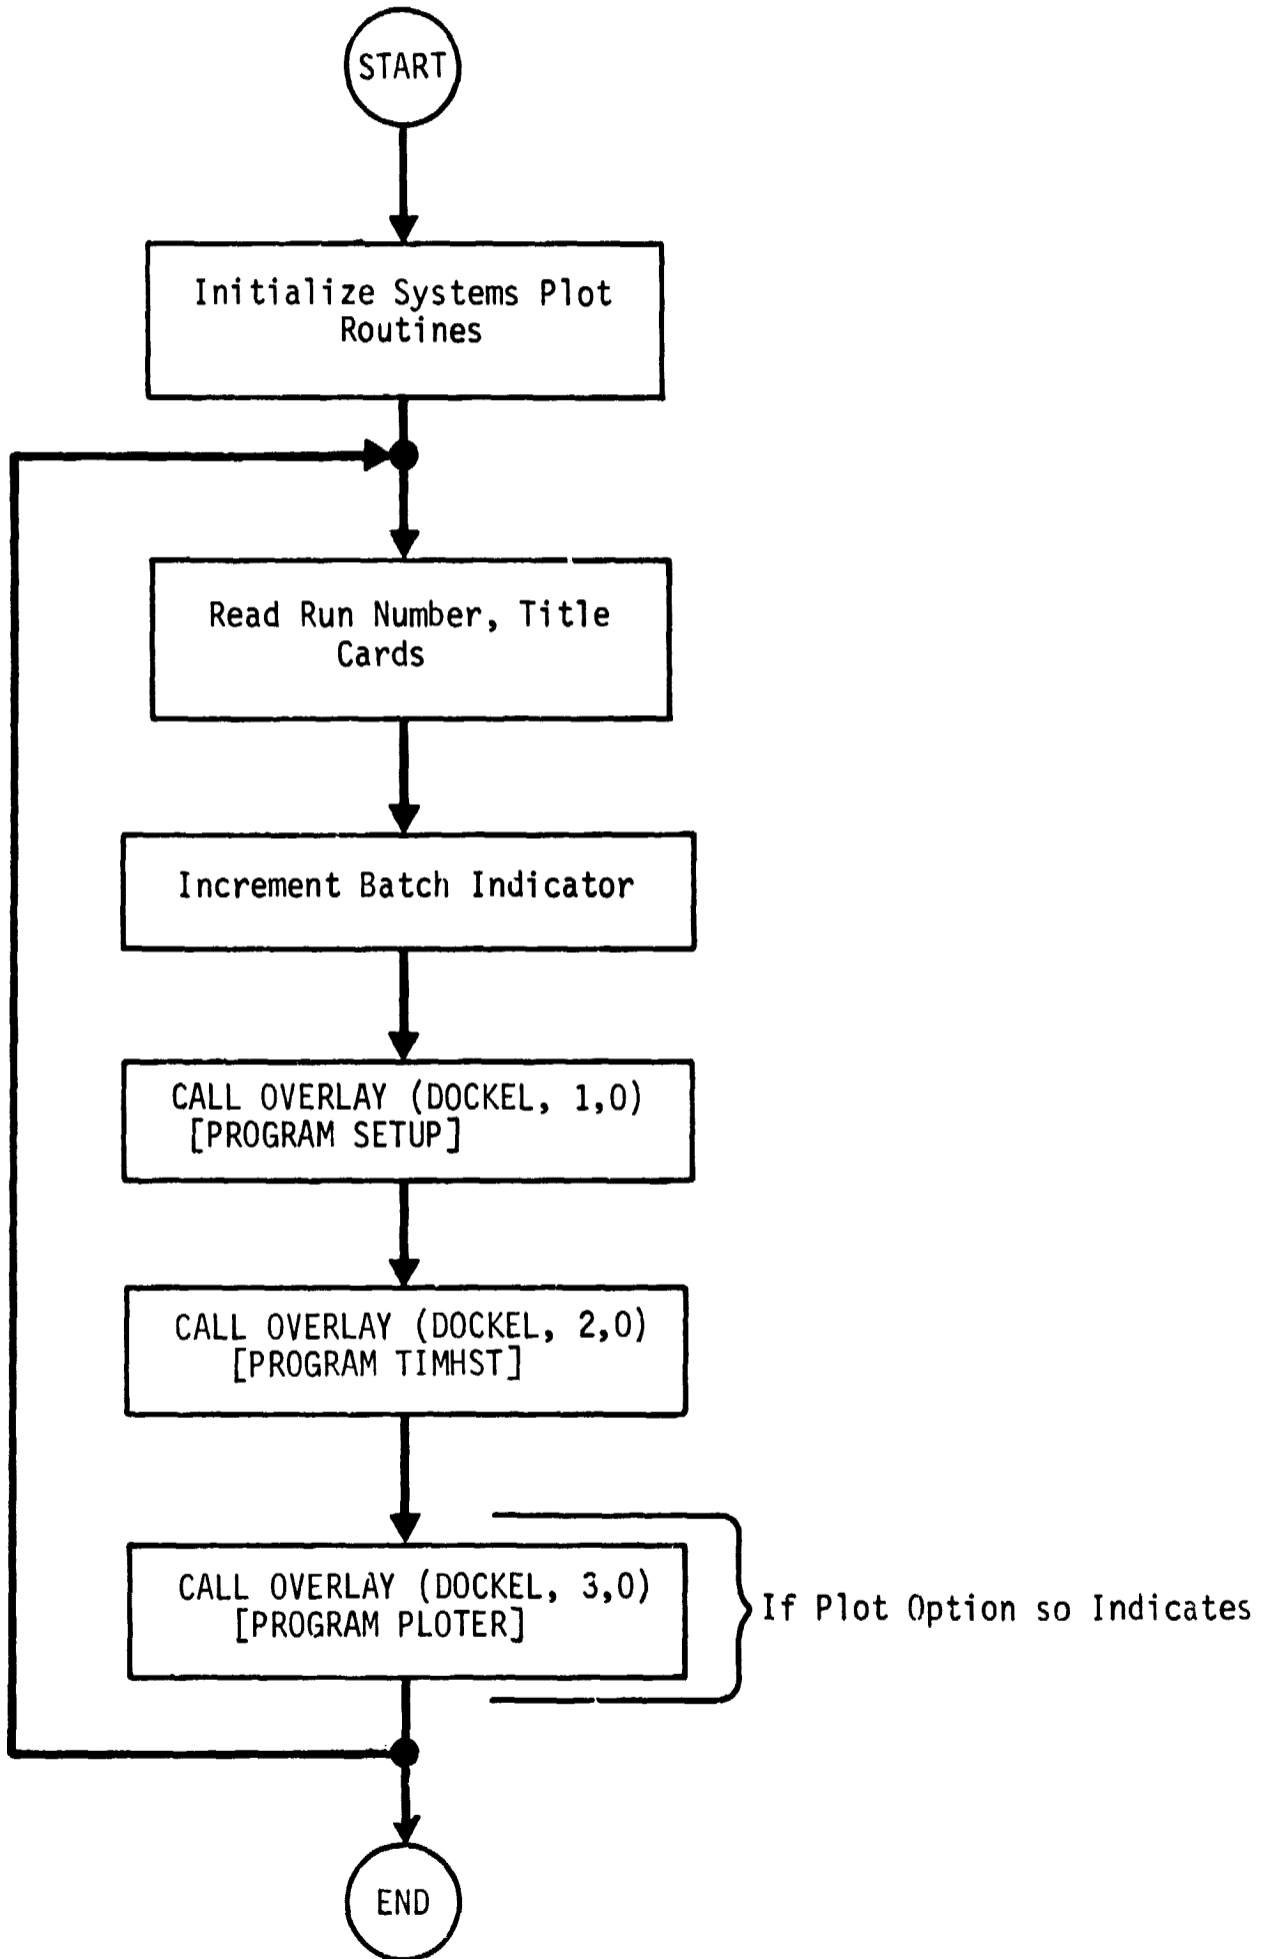 START
Initialize Systems Plot
Routines
Read Run Number, Title
Cards
Increment Batch Indicator
CALL OVERLAY (DOCKEL, 1,0)
[PROGRAM SETUP]
CALL OVERLAY (DOCKEL, 2,0)
[PROGRAM TIMHST]
CALL OVERLAY (DOCKEL, 3,0)
[PROGRAM PLOTER]
If Plot Option so Indicates
END